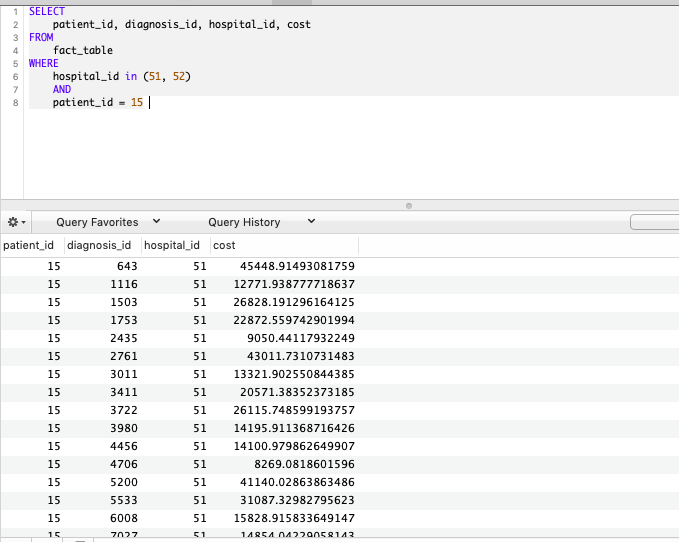 1 SELECT
2 patient_id, diagnosis_id, hospital_id, cost
3 FROM
4 fact_table
5 WHERE
6 hospital_id in (51, 52)
7 AND
8 patient_id = 15
Query Favorites Query History
patient_id diagnosis_id hospital_id cost
15 643 51 45448.91493081759
15 1116 51 12771.938777718637
15 1503 51 26828.191296164125
15 1753 51 22872.559742901994
15 2435 51 9050.44117932249
15 2761 51 43011.7310731483
15 3011 51 13321.902550844385
15 3411 51 20571.38352373185
15 3722 51 26115.748599193757
15 3980 51 14195.911368716426
15 4456 51 14100.979862649907
15 4706 51 8269.0818601596
15 5200 51 41140.02863863486
15 5533 51 31087.32982795623
15 6008 51 15828.915833649147
15 7027 51 14854.04229058143